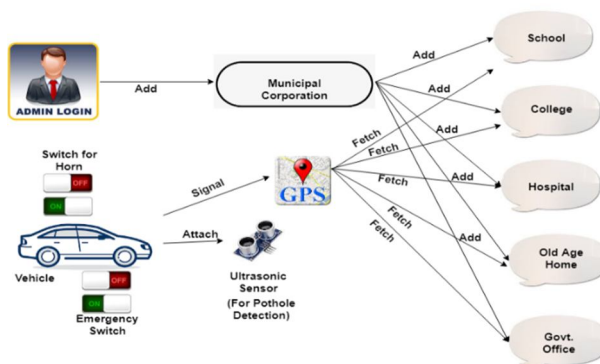 School
Add
Municipal
Corporation
Add
ADMIN LOGIN
Add
College
Fetch
Fetch
Add
Switch for
Horn
OFF
ON
Signal
GPS
Fetch
Add
Hospital
Fetch
Fetch
Add
Attach
Vehicle
OFF
ON
Emergency
Switch
Ultrasonic
Sensor
(For Pothole
Detection)
Old Age
Home
Govt.
Office